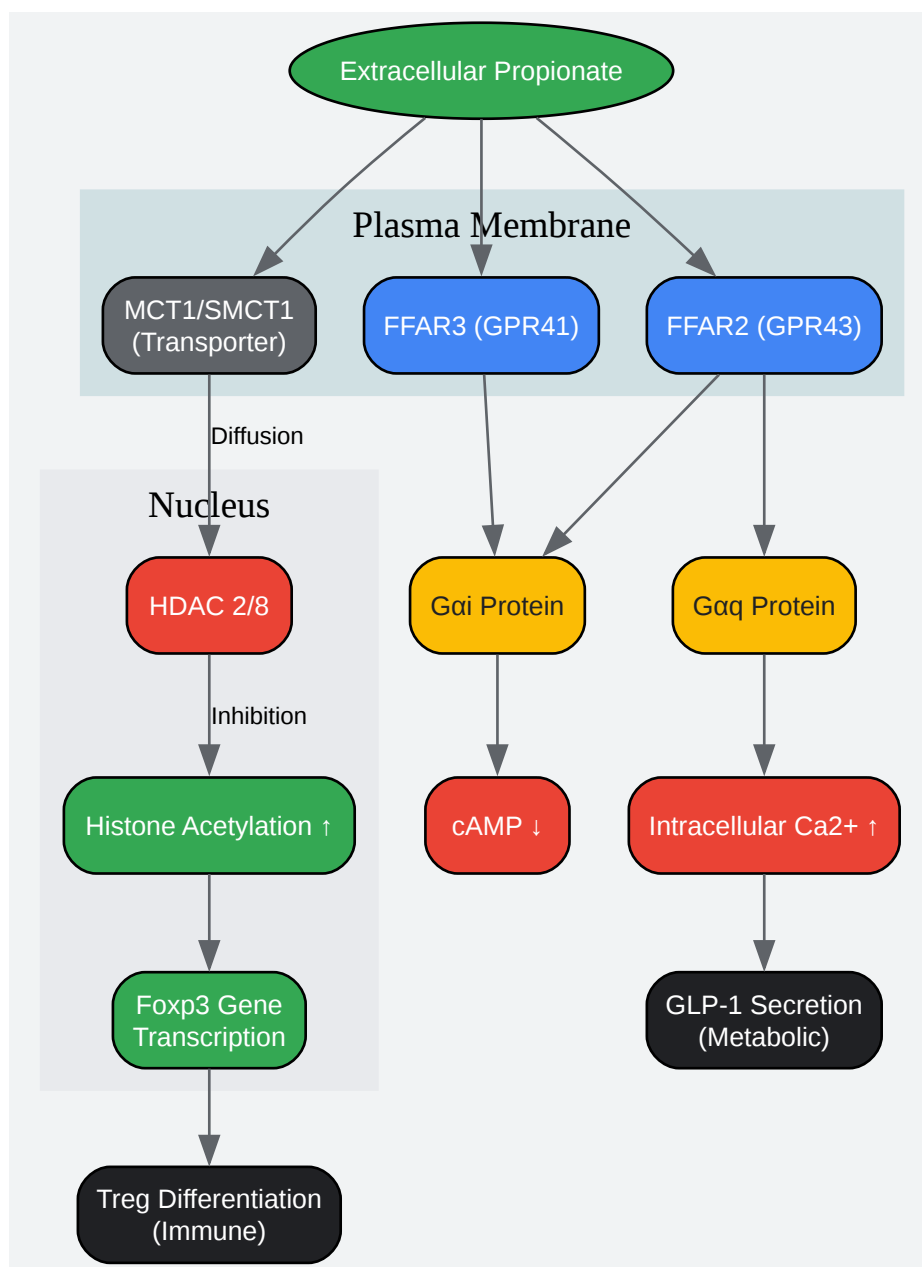 Extracellular Propionate
Plasma Membrane
MCT1/SMCT1
(Transporter)
FFAR3 (GPR41)
FFAR2 (GPR43)
Diffusion
Nucleus
HDAC 2/8
Gαi Protein
Gαq Protein
Inhibition
Histone Acetylation ↑
cAMP ↓
Intracellular Ca2+ ↑
Foxp3 Gene
Transcription
GLP-1 Secretion
(Metabolic)
Treg Differentiation
(Immune)